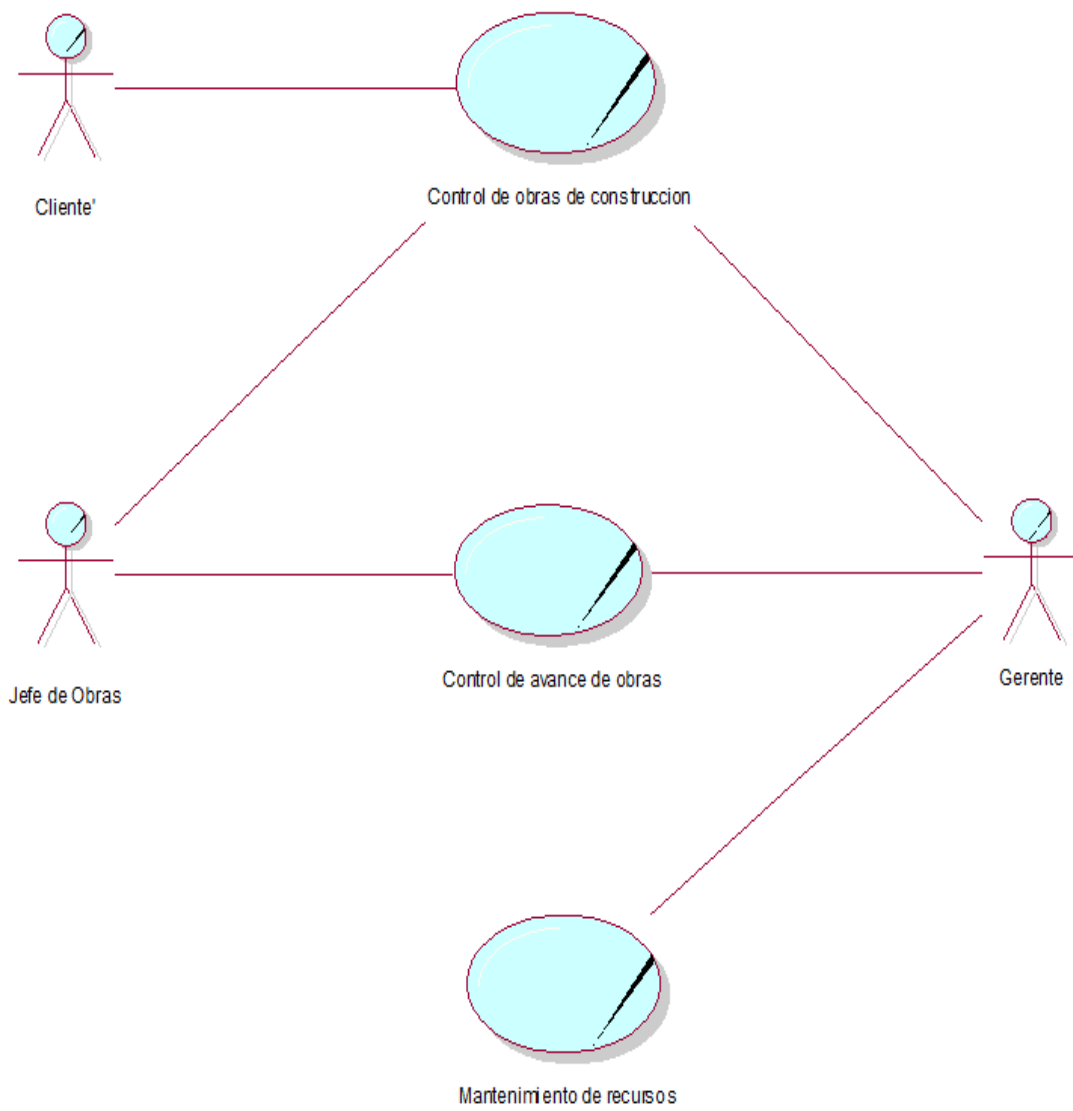 Control de obras de construccion
Cliente'
Control de avance de obras
Jefe de Obras
Gerente
Mantenimiento de recursos